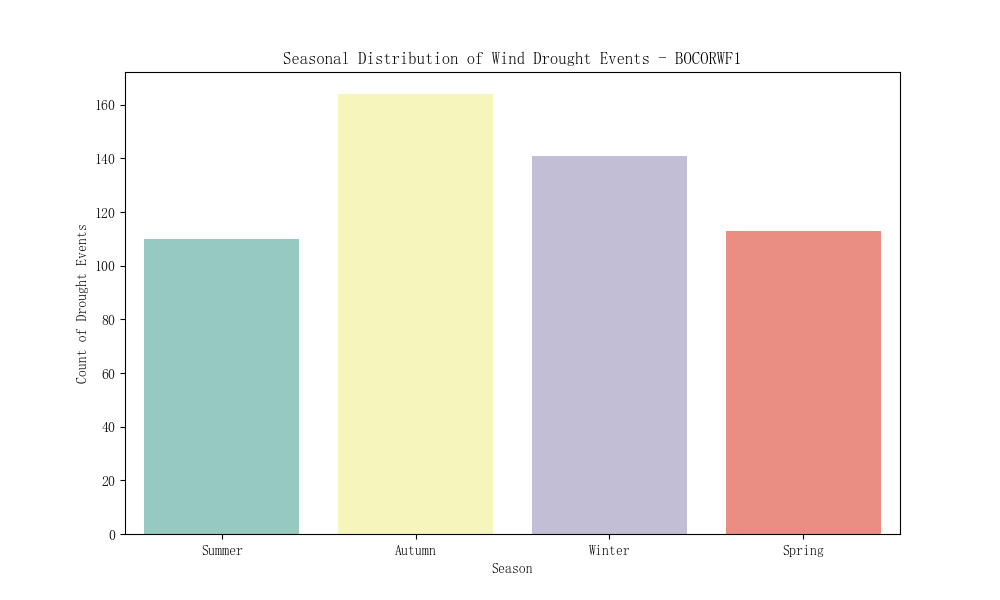 Seasonal Distribution of Wind Drought Events - BOCORWF1
Count of Drought Events
160
140
120
100
80
60
40
20
0
Summer
Autumn
Winter
Spring
Season